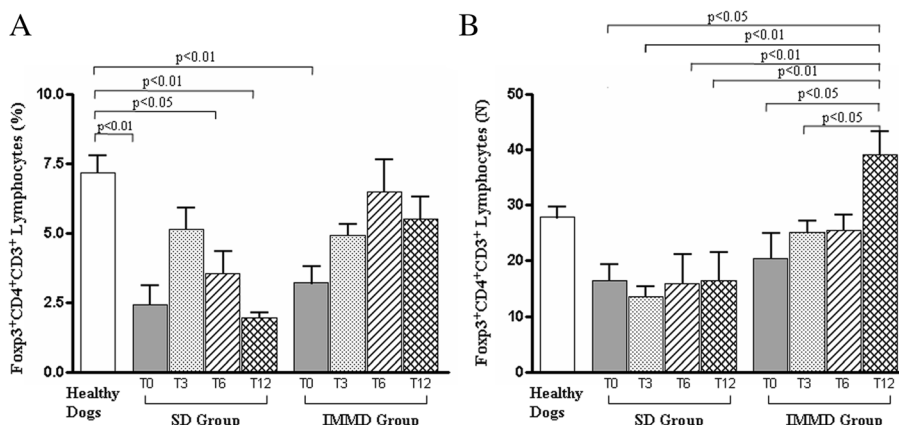 A
p<0.01
p<0.01
p<0.05
p<0.01
Foxp3+CD4+CD3+ Lymphocytes (%)
10.0
7.5
5.0
2.5
0.0
Healthy
Dogs
T0 T3 T6 T12
SD Group
T0 T3 T6 T12
IMMD Group
B
p<0.05
p<0.01
p<0.01
p<0.01
p<0.05
p<0.05
Foxp3+CD4+CD3+ Lymphocytes (N)
50
40
30
20
10
0
Healthy
Dogs
T0 T3 T6 T12
SD Group
T0 T3 T6 T12
IMMD Group